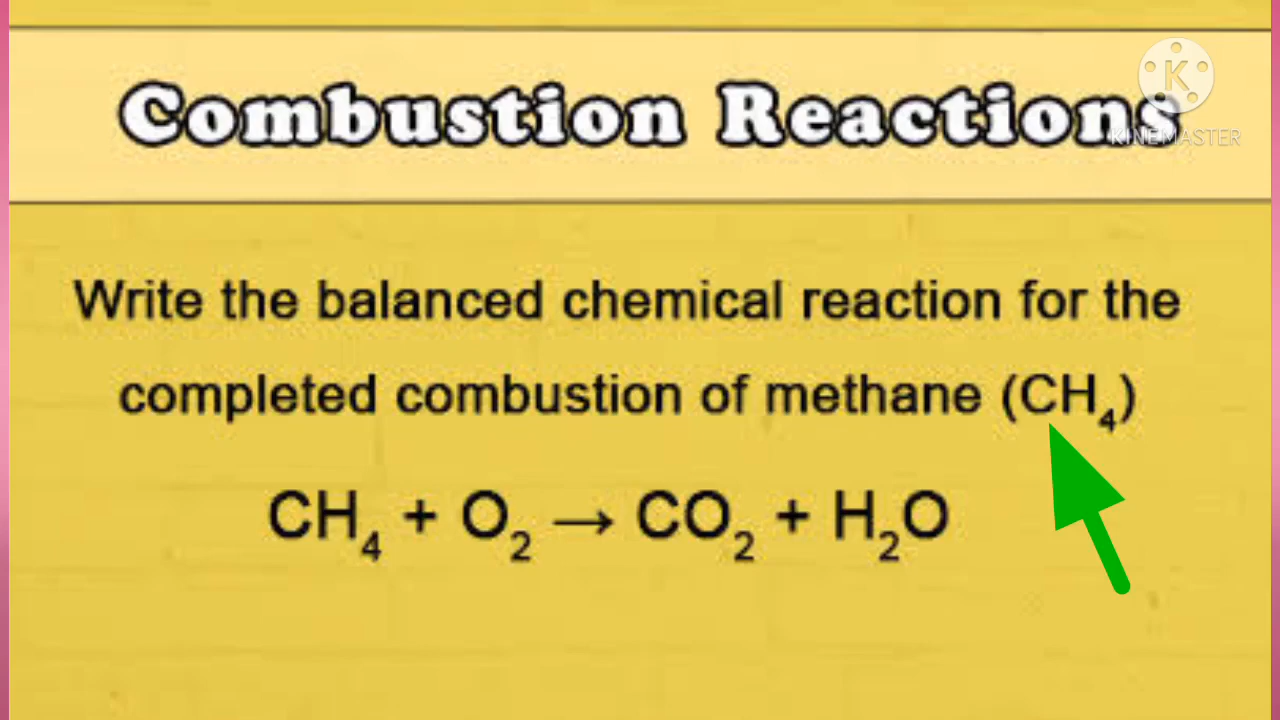 Combustion Reactions
K
KINEMASTER
Write the balanced chemical reaction for the
completed combustion of methane (CH₄)
CH₄ + O₂ → CO₂ + H₂O